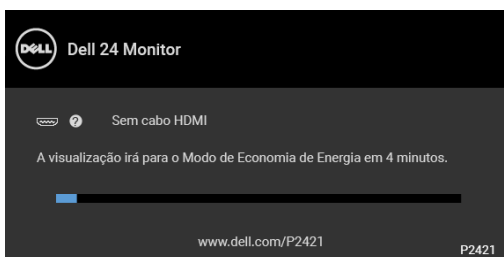 DELL Dell 24 Monitor
? Sem cabo HDMI
A visualização irá para o Modo de Economia de Energia em 4 minutos.
www.dell.com/P2421
P2421